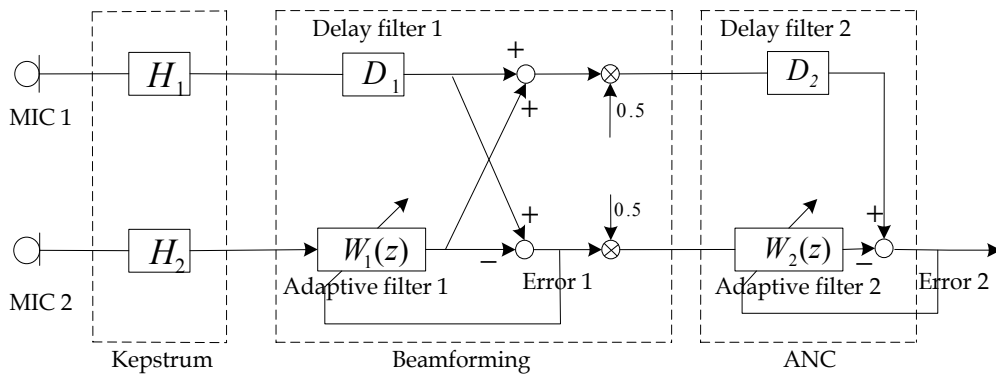 Delay filter 1
Delay filter 2
H₁
D₁
+
+
D₂
MIC 1
0.5
+
0.5
+
H₂
W₁(z)
−
W₂(z)
−
MIC 2
Adaptive filter 1
Error 1
Adaptive filter 2
Error 2
Kepstrum
Beamforming
ANC